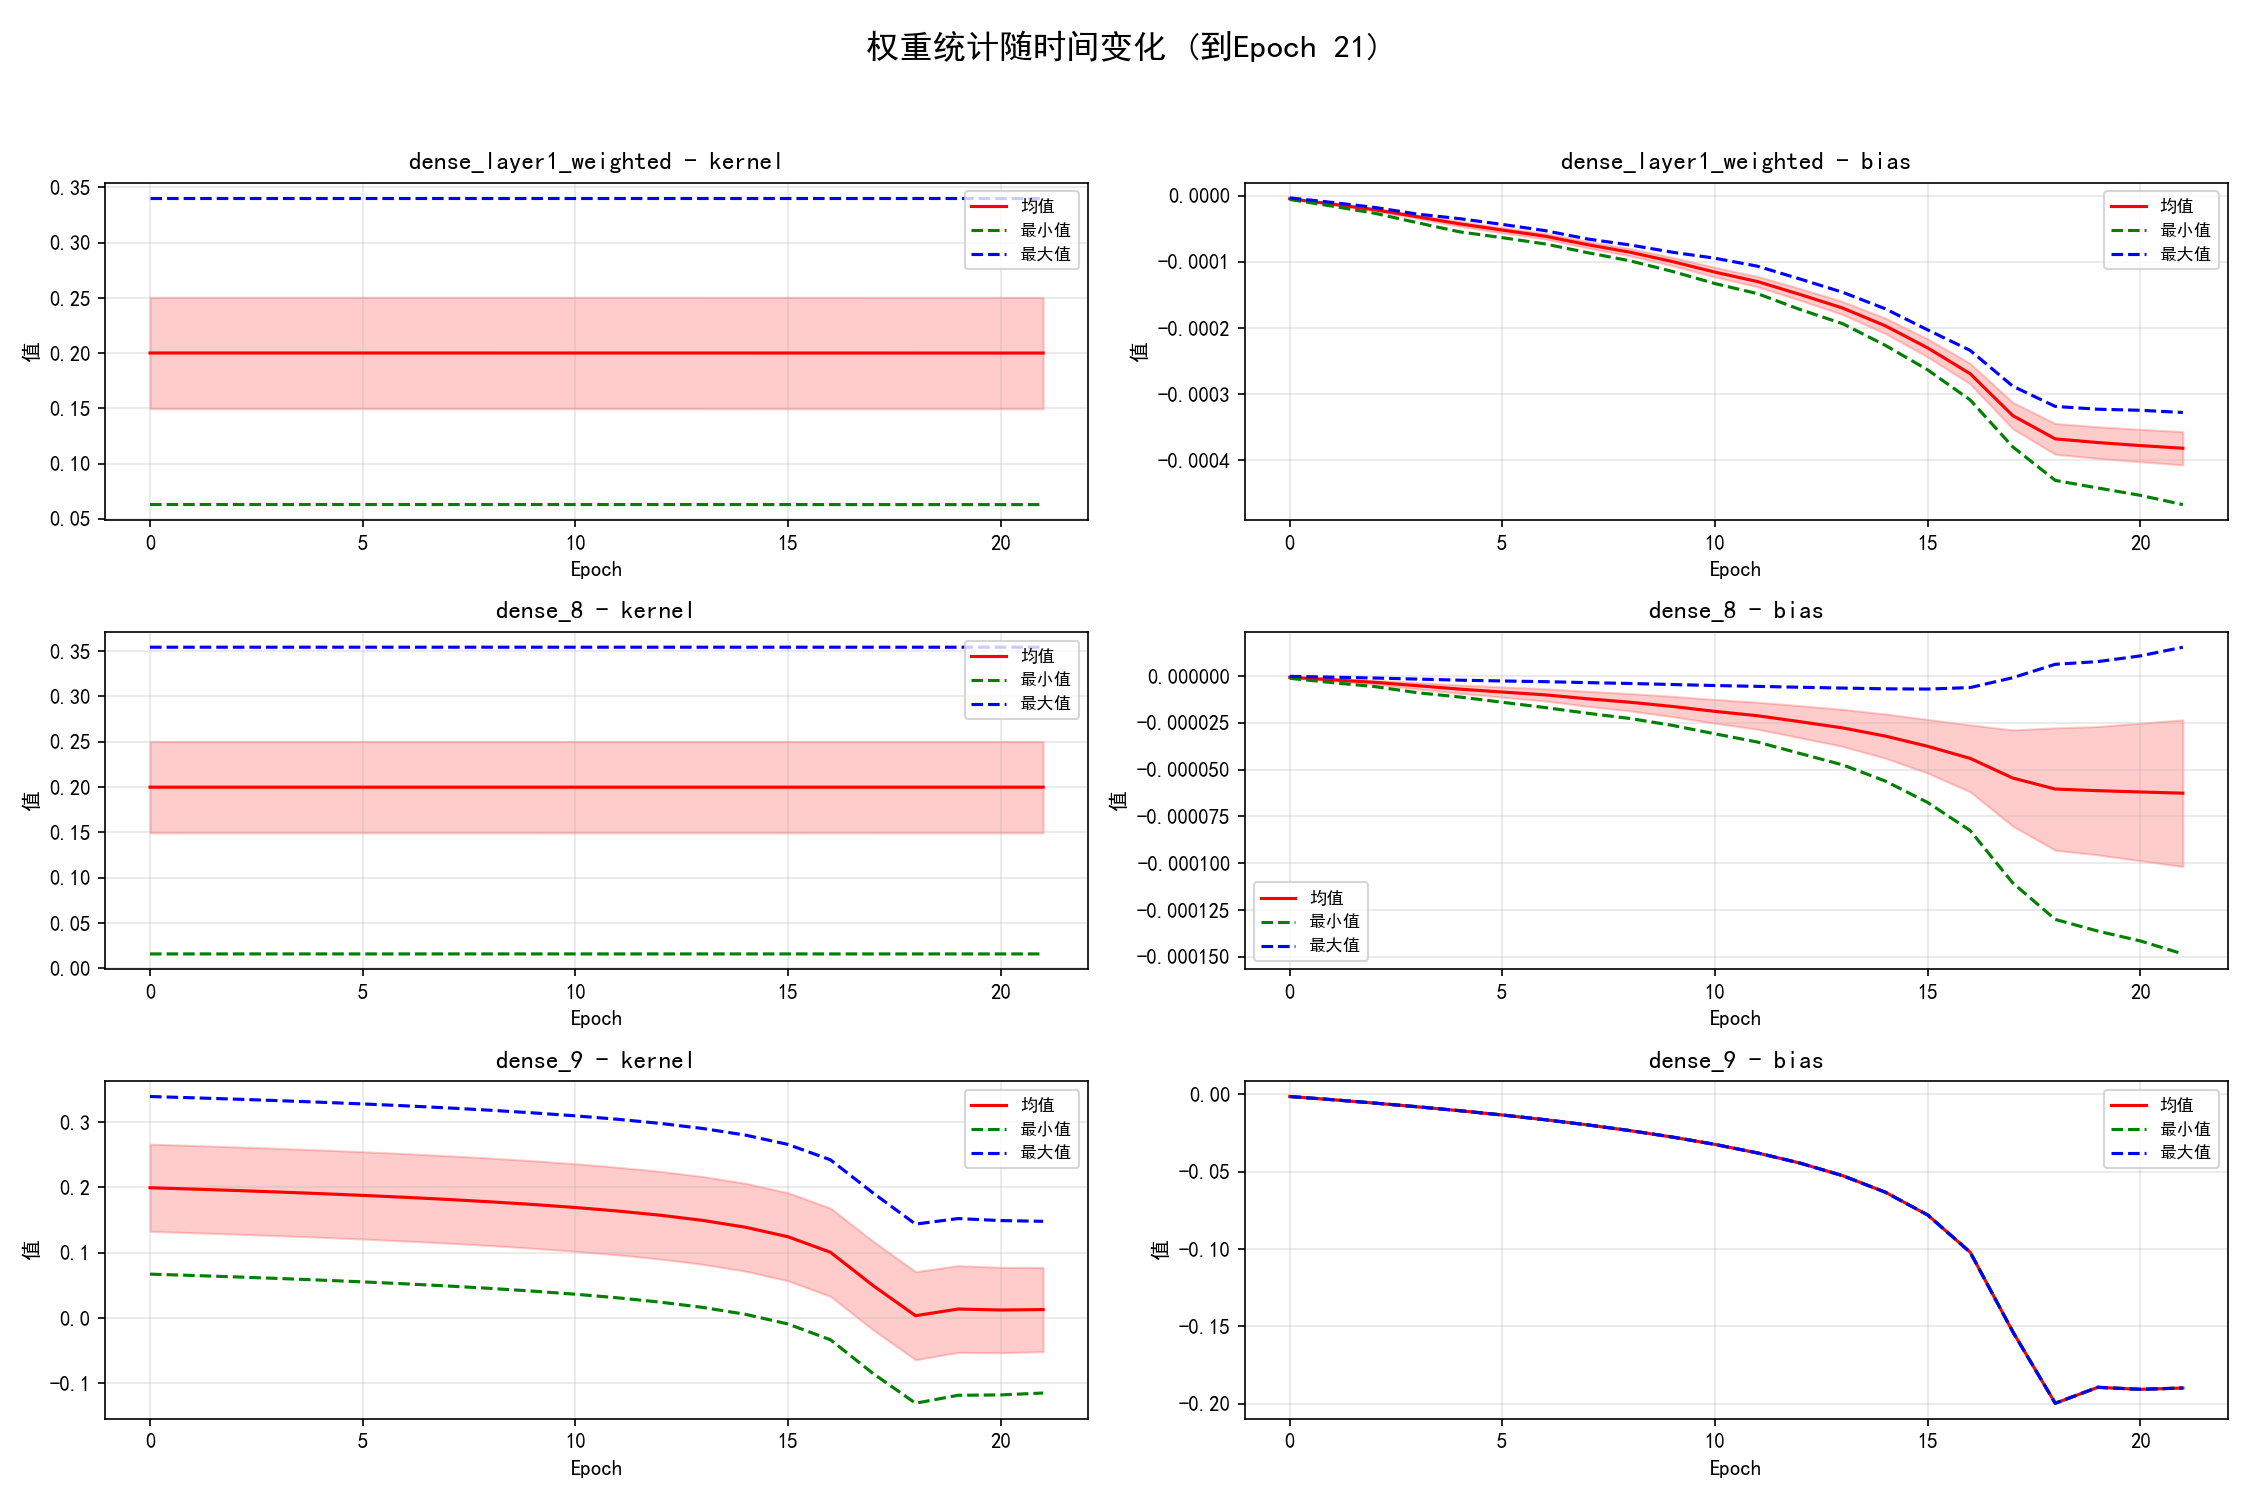 权重统计随时间变化 (到Epoch 21)
dense_layer1_weighted - kernel
值
0.35
0.30
0.25
0.20
0.15
0.10
0.05
均值
最小值
最大值
0 5 10 15 20
Epoch
dense_layer1_weighted - bias
值
0.0000
-0.0001
-0.0002
-0.0003
-0.0004
均值
最小值
最大值
0 5 10 15 20
Epoch
dense_8 - kernel
值
0.35
0.30
0.25
0.20
0.15
0.10
0.05
0.00
均值
最小值
最大值
0 5 10 15 20
Epoch
dense_8 - bias
值
0.000000
-0.000025
-0.000050
-0.000075
-0.000100
-0.000125
-0.000150
均值
最小值
最大值
0 5 10 15 20
Epoch
dense_9 - kernel
值
0.3
0.2
0.1
0.0
-0.1
均值
最小值
最大值
0 5 10 15 20
Epoch
dense_9 - bias
值
0.00
-0.05
-0.10
-0.15
-0.20
均值
最小值
最大值
0 5 10 15 20
Epoch